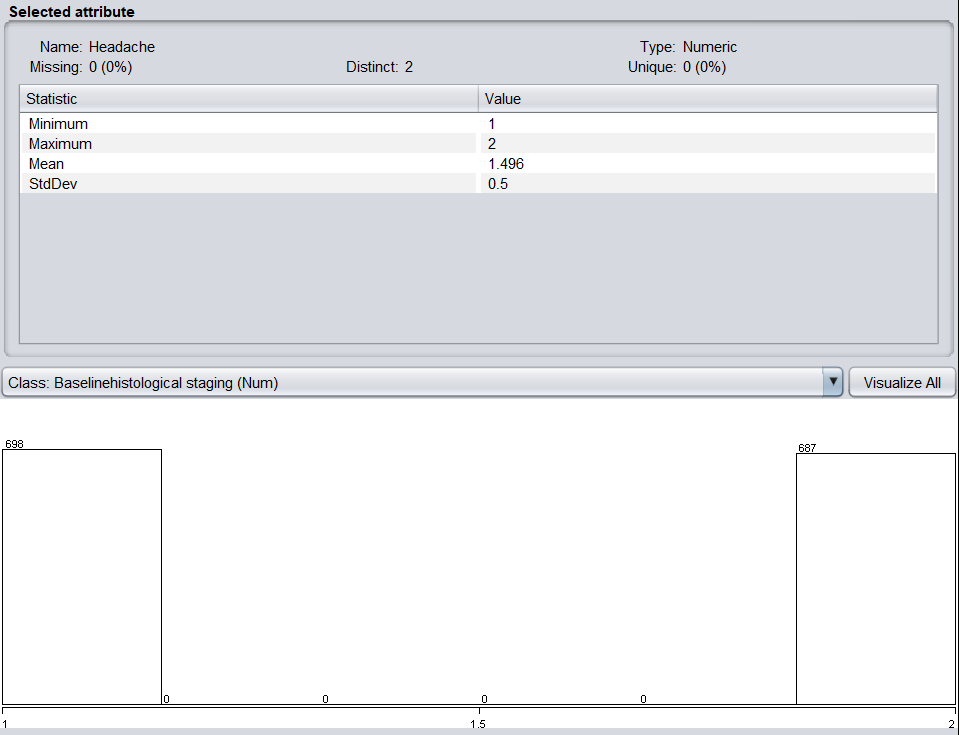 Selected attribute
Name: Headache Type: Numeric
Missing: 0 (0%) Distinct: 2 Unique: 0 (0%)
Statistic Value
Minimum 1
Maximum 2
Mean 1.496
StdDev 0.5
Class: Baselinehistological staging (Num) Visualize All
698 687
0 0 0 0
1 1.5 2